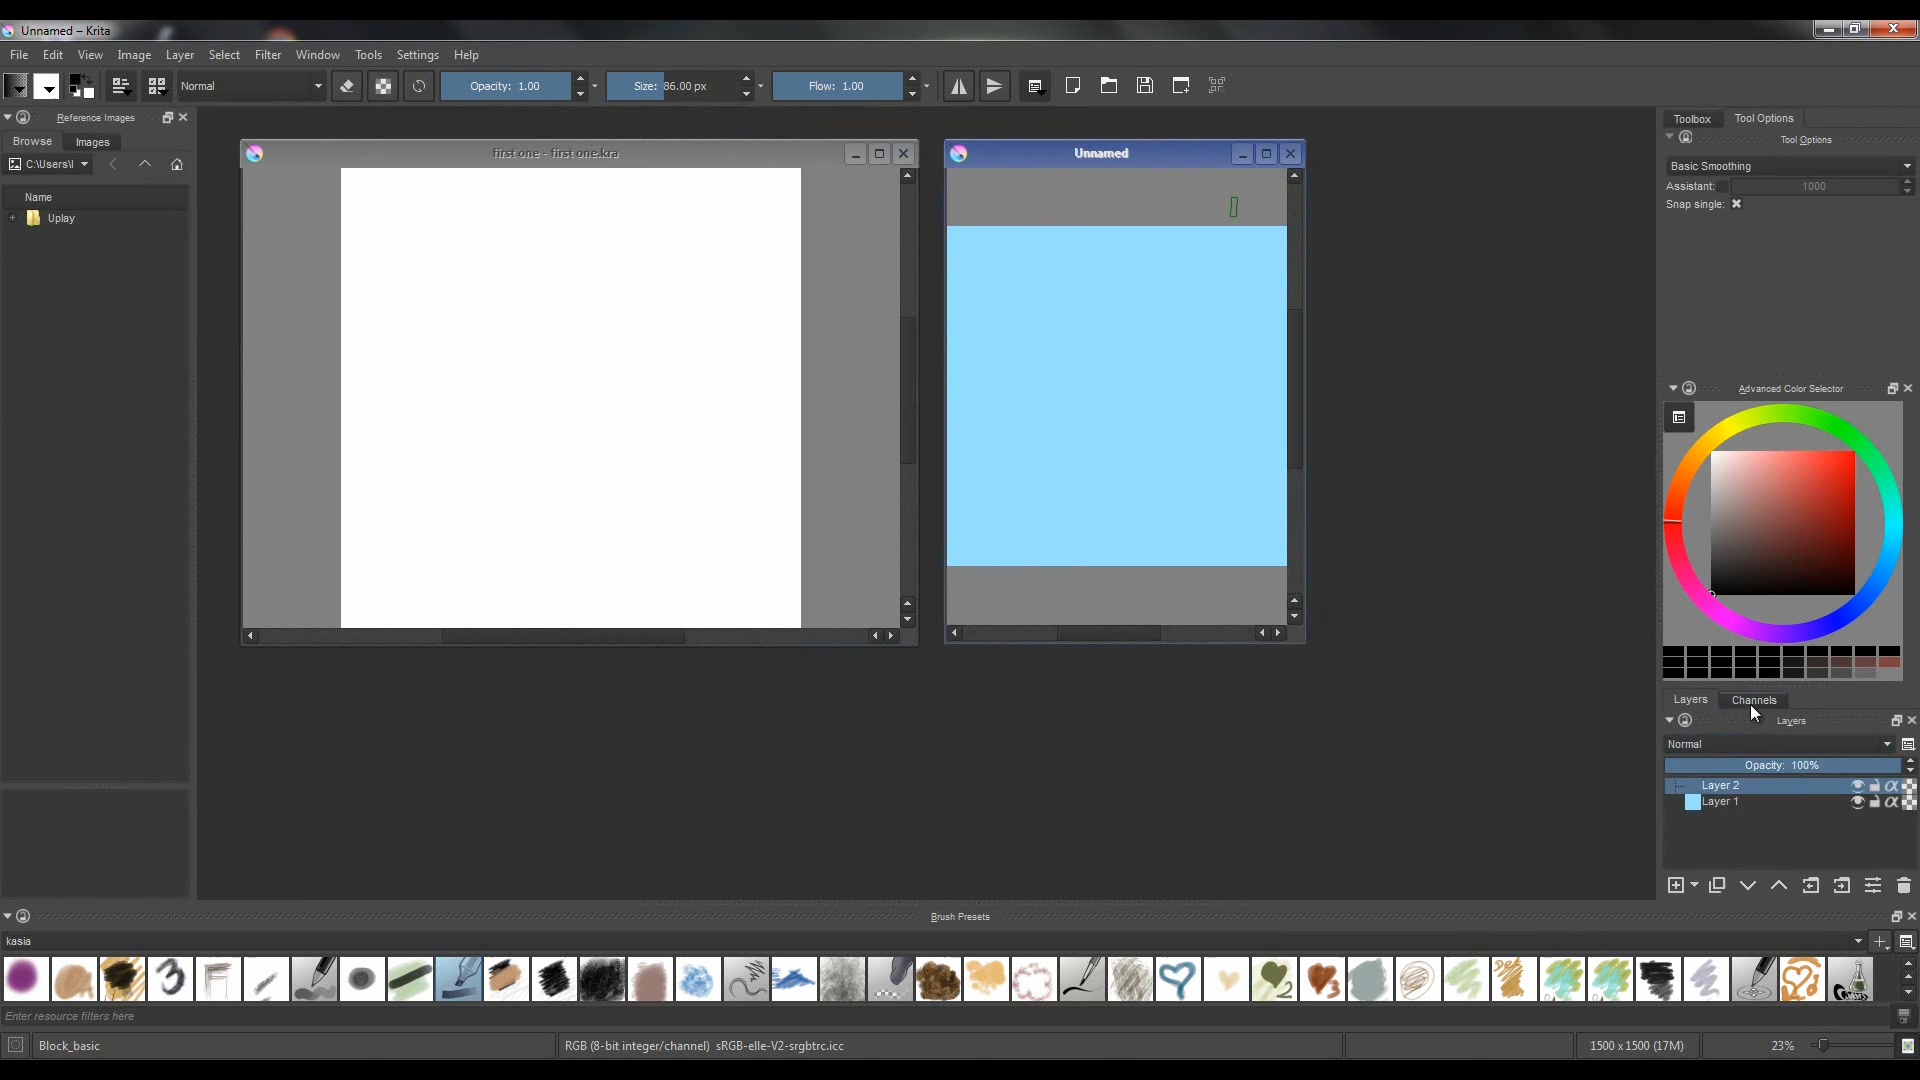 Unnamed – Krita
File Edit View Image Layer Select Filter Window Tools Settings Help
Normal Opacity: 1.00 Size: 86.00 px Flow: 1.00
Reference Images
Browse Images
C:\Users\I
Name
Uplay
first one - first one.kra
Unnamed
Toolbox Tool Options
Tool Options
Basic Smoothing
Assistant: 1000
Snap single:
Advanced Color Selector
Layers Channels
Layers
Normal
Opacity: 100%
Layer 2
Layer 1
Brush Presets
kasia
Enter resource filters here
Block_basic RGB (8-bit integer/channel) sRGB-elle-V2-srgbtrc.icc 1500 x 1500 (17M) 23%